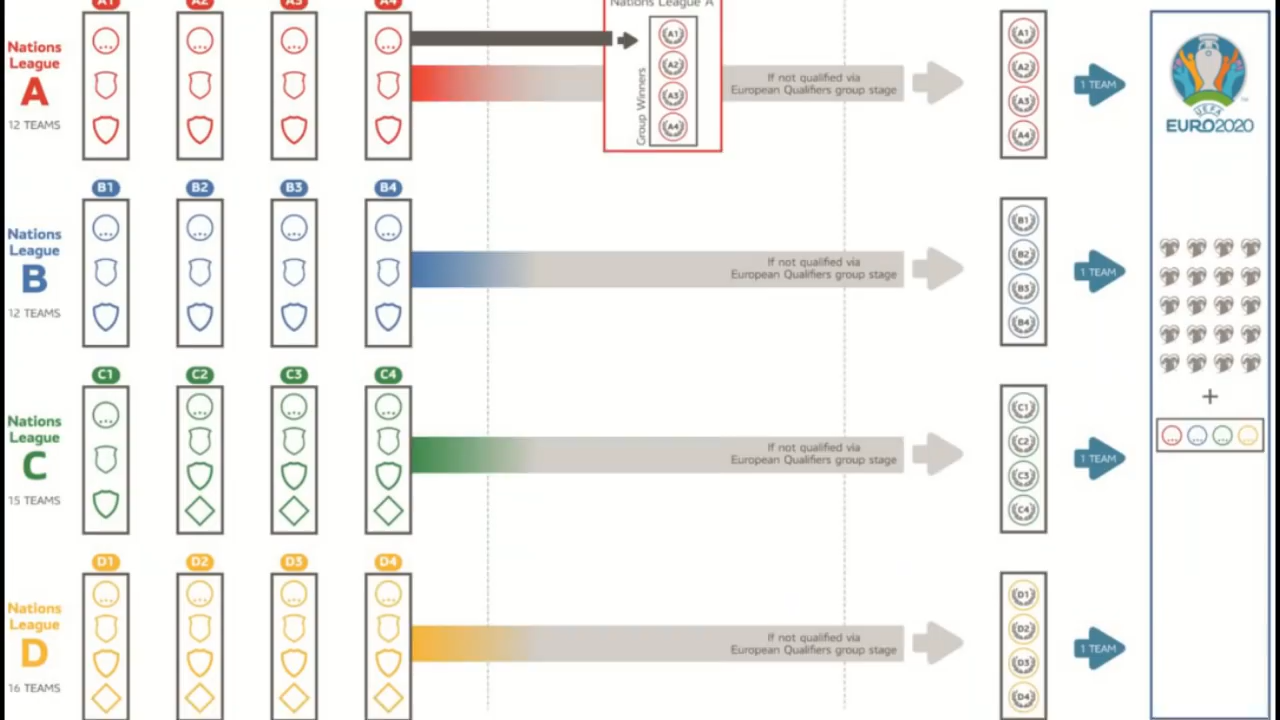 A1 A2 A3 A4
Nations League A
Nations
League
A
12 TEAMS
Group Winners
A1
A2
A3
A4
If not qualified via
European Qualifiers group stage
A1
A2
A3
A4
1 TEAM
UEFA
EURO2020
B1 B2 B3 B4
Nations
League
B
12 TEAMS
If not qualified via
European Qualifiers group stage
B1
B2
B3
B4
1 TEAM
+
C1 C2 C3 C4
Nations
League
C
15 TEAMS
If not qualified via
European Qualifiers group stage
C1
C2
C3
C4
1 TEAM
D1 D2 D3 D4
Nations
League
D
16 TEAMS
If not qualified via
European Qualifiers group stage
D1
D2
D3
D4
1 TEAM